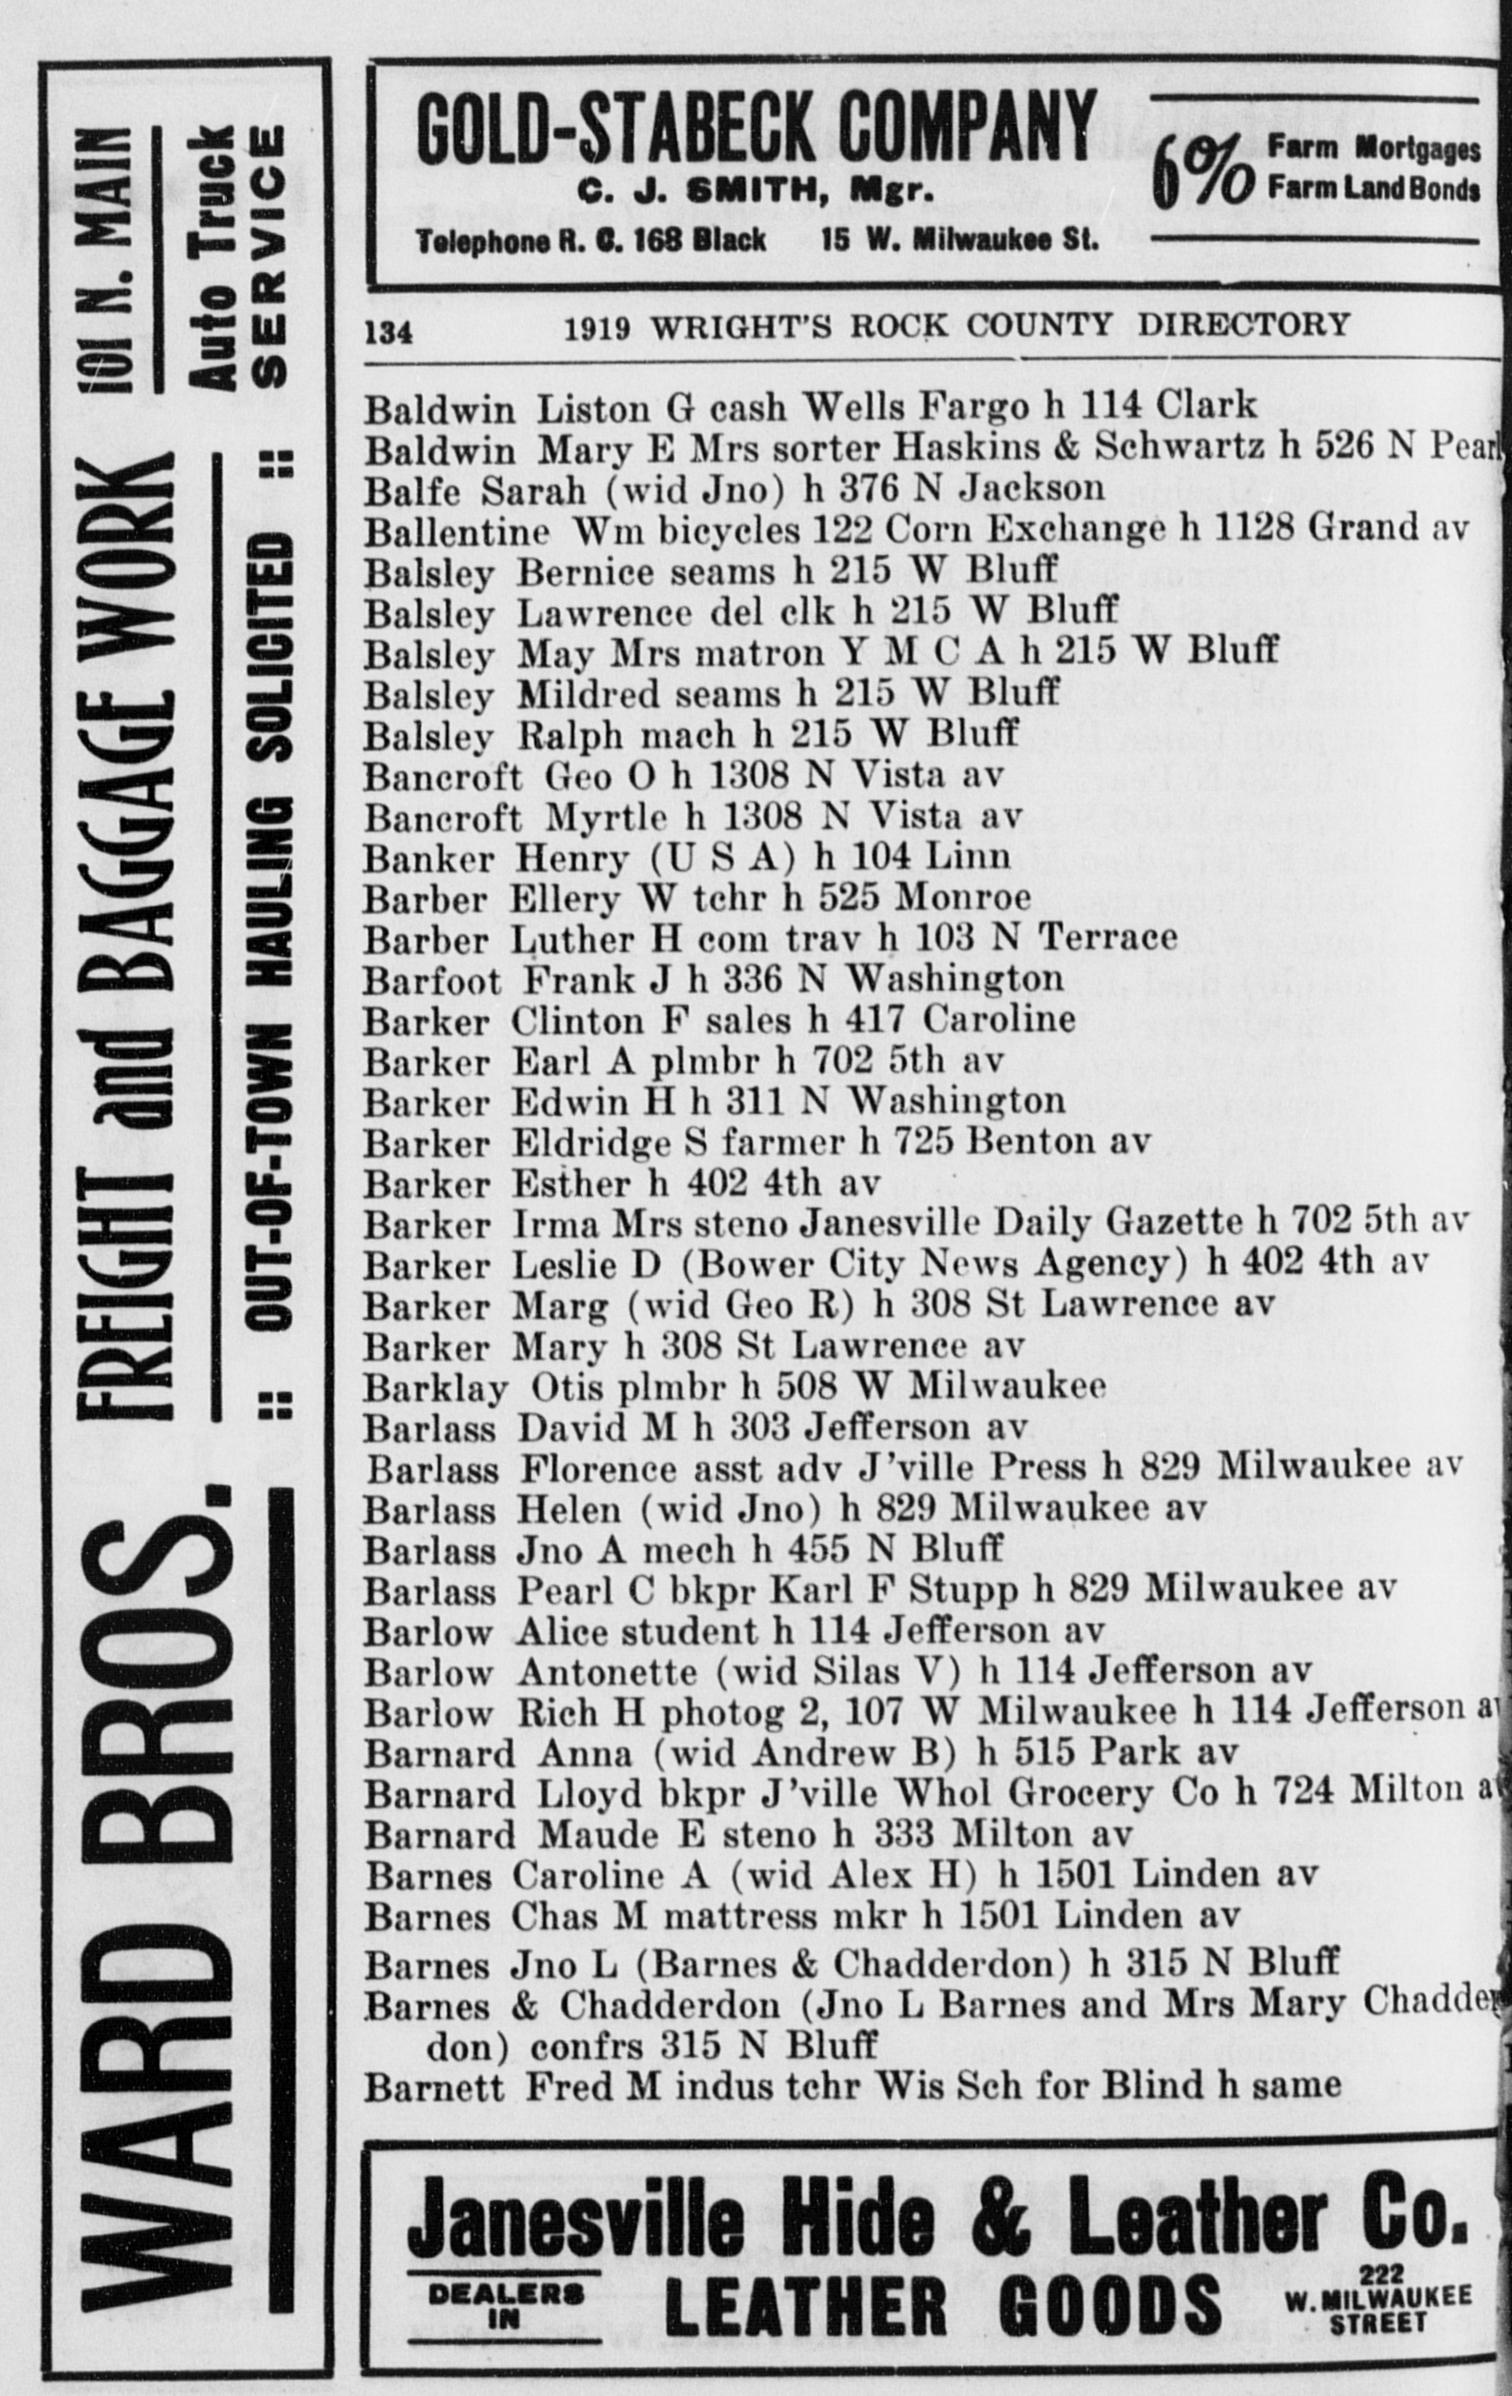 WARD BROS. FREIGHT and BAGGAGE WORK 101 N. MAIN
:: OUT-OF-TOWN HAULING SOLICITED ::
Auto Truck
SERVICE
GOLD-STABECK COMPANY
C. J. SMITH, Mgr.
Telephone R. C. 168 Black 15 W. Milwaukee St.
6% Farm Mortgages
Farm Land Bonds
134 1919 WRIGHT'S ROCK COUNTY DIRECTORY
Baldwin Liston G cash Wells Fargo h 114 Clark
Baldwin Mary E Mrs sorter Haskins & Schwartz h 526 N Pearl
Balfe Sarah (wid Jno) h 376 N Jackson
Ballentine Wm bicycles 122 Corn Exchange h 1128 Grand av
Balsley Bernice seams h 215 W Bluff
Balsley Lawrence del clk h 215 W Bluff
Balsley May Mrs matron Y M C A h 215 W Bluff
Balsley Mildred seams h 215 W Bluff
Balsley Ralph mach h 215 W Bluff
Bancroft Geo O h 1308 N Vista av
Bancroft Myrtle h 1308 N Vista av
Banker Henry (U S A) h 104 Linn
Barber Ellery W tchr h 525 Monroe
Barber Luther H com trav h 103 N Terrace
Barfoot Frank J h 336 N Washington
Barker Clinton F sales h 417 Caroline
Barker Earl A plmbr h 702 5th av
Barker Edwin H h 311 N Washington
Barker Eldridge S farmer h 725 Benton av
Barker Esther h 402 4th av
Barker Irma Mrs steno Janesville Daily Gazette h 702 5th av
Barker Leslie D (Bower City News Agency) h 402 4th av
Barker Marg (wid Geo R) h 308 St Lawrence av
Barker Mary h 308 St Lawrence av
Barklay Otis plmbr h 508 W Milwaukee
Barlass David M h 303 Jefferson av
Barlass Florence asst adv J'ville Press h 829 Milwaukee av
Barlass Helen (wid Jno) h 829 Milwaukee av
Barlass Jno A mech h 455 N Bluff
Barlass Pearl C bkpr Karl F Stupp h 829 Milwaukee av
Barlow Alice student h 114 Jefferson av
Barlow Antonette (wid Silas V) h 114 Jefferson av
Barlow Rich H photog 2, 107 W Milwaukee h 114 Jefferson av
Barnard Anna (wid Andrew B) h 515 Park av
Barnard Lloyd bkpr J'ville Whol Grocery Co h 724 Milton av
Barnard Maude E steno h 333 Milton av
Barnes Caroline A (wid Alex H) h 1501 Linden av
Barnes Chas M mattress mkr h 1501 Linden av
Barnes Jno L (Barnes & Chadderdon) h 315 N Bluff
Barnes & Chadderdon (Jno L Barnes and Mrs Mary Chadder
don) confrs 315 N Bluff
Barnett Fred M indus tchr Wis Sch for Blind h same
Janesville Hide & Leather Co.
DEALERS
IN
LEATHER GOODS
222
W. MILWAUKEE
STREET